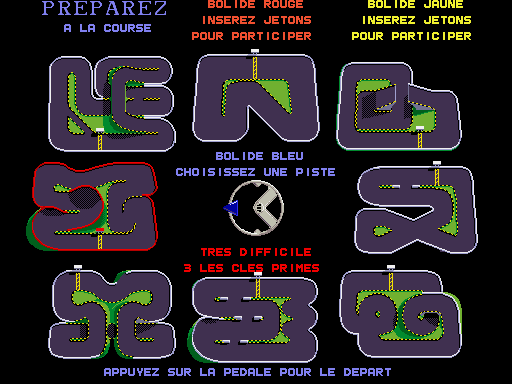 PREPAREZ
A LA COURSE
BOLIDE ROUGE
INSEREZ JETONS
POUR PARTICIPER
BOLIDE JAUNE
INSEREZ JETONS
POUR PARTICIPER
BOLIDE BLEU
CHOISISSEZ UNE PISTE
TRES DIFFICILE
3 LES CLES PRIMES
APPUYEZ SUR LA PEDALE POUR LE DEPART